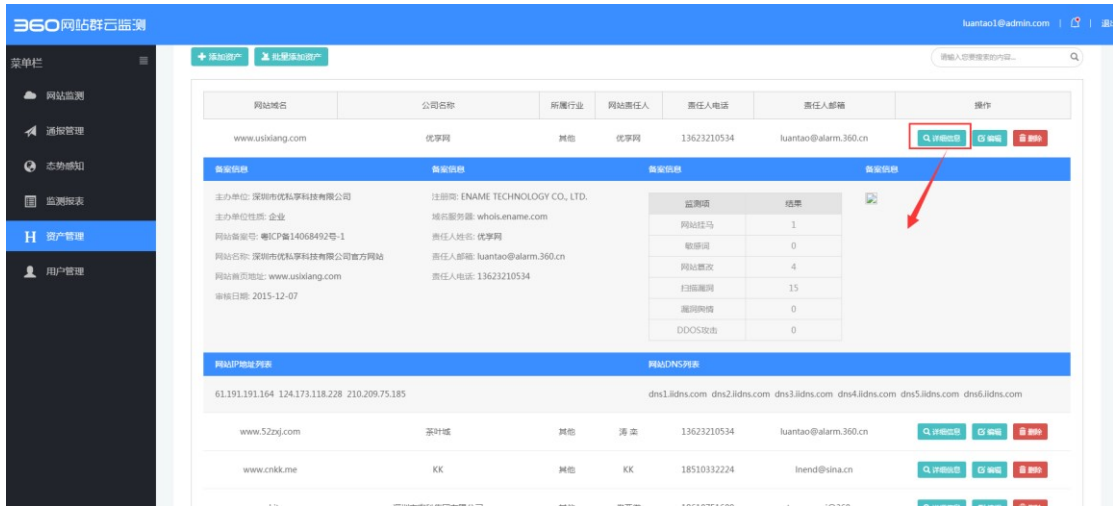 360网站群云监测
luantao1@admin.com | |
菜单栏
添加资产 批量添加资产
请输入您要搜索的内容...
网站监测
通报管理
态势感知
监测报表
资产管理
用户管理
网站域名 公司名称 所属行业 网站责任人 责任人电话 责任人邮箱 操作
www.usixiang.com 优享网 其他 优享网 13623210534 luantao@alarm.360.cn 详细信息 编辑 删除
备案信息 备案信息 备案信息 备案信息
主办单位: 深圳市优私享科技有限公司
主办单位性质: 企业
网站备案号: 粤ICP备14068492号-1
网站名称: 深圳市优私享科技有限公司官方网站
网站首页地址: www.usixiang.com
审核日期: 2015-12-07
注册商: ENAME TECHNOLOGY CO., LTD.
域名服务器: whois.ename.com
责任人姓名: 优享网
责任人邮箱: luantao@alarm.360.cn
责任人电话: 13623210534
监测项 结果
网站挂马 1
敏感词 0
网站篡改 4
扫描漏洞 15
漏洞舆情 0
DDOS攻击 0
网站IP地址列表 网站DNS列表
61.191.191.164 124.173.118.228 210.209.75.185
dns1.iidns.com dns2.iidns.com dns3.iidns.com dns4.iidns.com dns5.iidns.com dns6.iidns.com
www.52zxj.com 茶叶城 其他 涛 栾 13623210534 luantao@alarm.360.cn 详细信息 编辑 删除
www.cnkk.me KK 其他 KK 18510332224 lnend@sina.cn 详细信息 编辑 删除